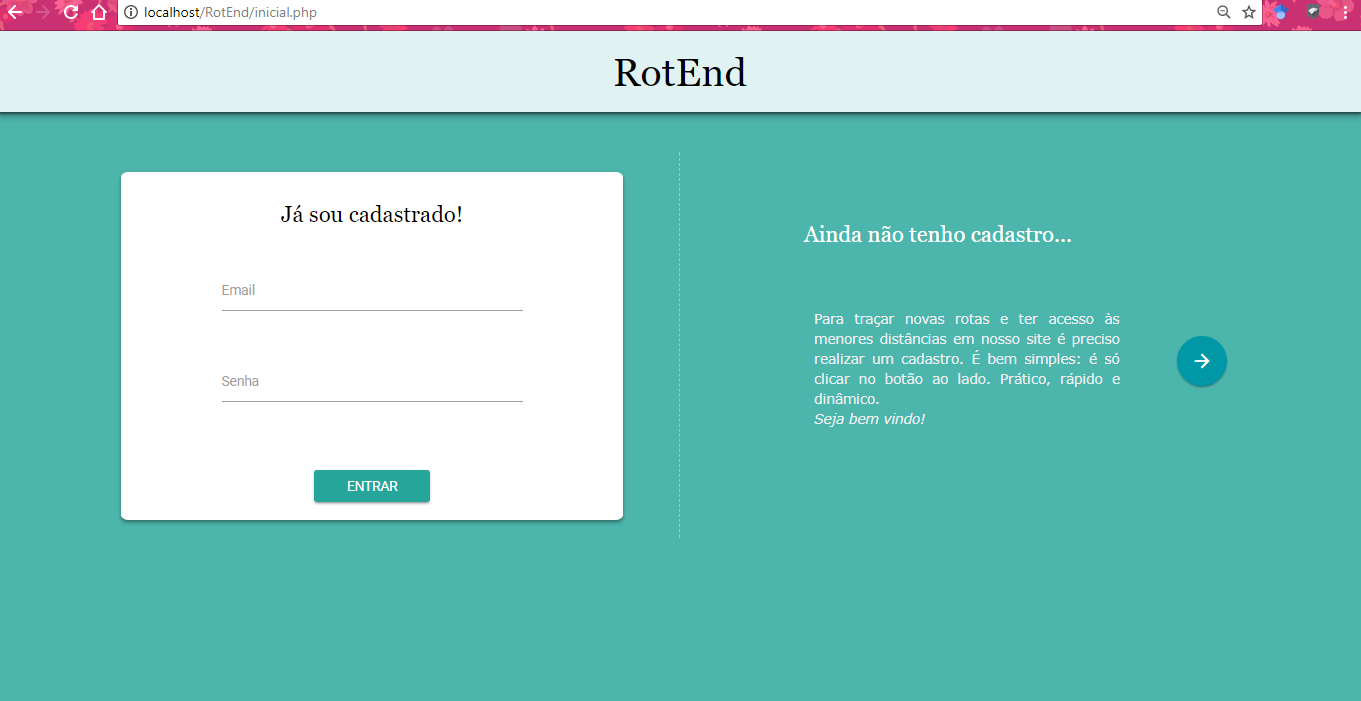 localhost/RotEnd/inicial.php
RotEnd
Já sou cadastrado!
Email
Senha
ENTRAR
Ainda não tenho cadastro...
Para traçar novas rotas e ter acesso às
menores distâncias em nosso site é preciso
realizar um cadastro. É bem simples: é só
clicar no botão ao lado. Prático, rápido e
dinâmico.
Seja bem vindo!